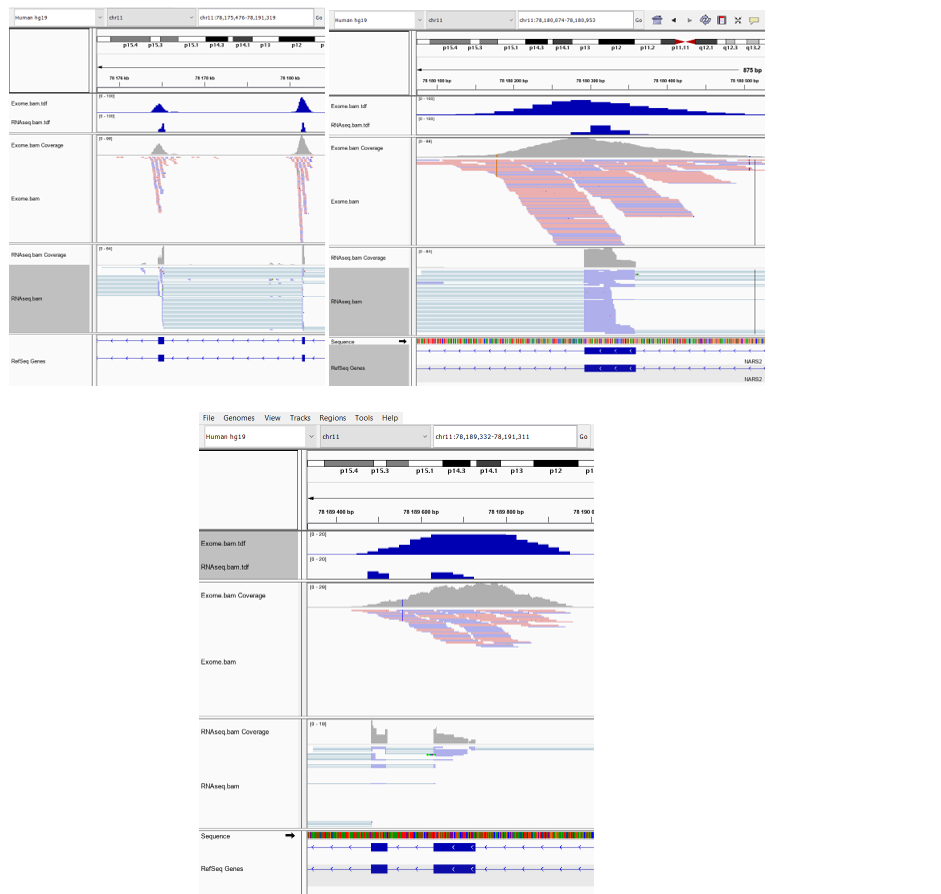 Human hg19 chr11 chr11:78,175,476-78,191,319 Go
p15.4 p15.3 p15.1 p14.3 p14.1 p13 p12 p
78 176 kb 78 178 kb 78 180 kb
Exome.bam.tdf
[0 - 100]
RNAseq.bam.tdf
[0 - 100]
Exome.bam Coverage
Exome.bam
RNAseq.bam Coverage
RNAseq.bam
RefSeq Genes
Human hg19 chr11 Go
p15.4 p15.3 p15.1 p14.3 p14.1 p13 p12 p11.2 p11.11 q12.1 q12.3 q13.2
875 bp
78 180 200 bp 78 180 300 bp 78 180 400 bp 78 180 500 bp
Exome.bam.tdf
RNAseq.bam.tdf
Exome.bam Coverage
Exome.bam
RNAseq.bam Coverage
RNAseq.bam
Sequence
RefSeq Genes
NARS2
NARS2
File Genomes View Tracks Regions Tools Help
Human hg19 chr11 chr11:78,189,332-78,191,311 Go
p15.4 p15.3 p15.1 p14.3 p14.1 p13 p12 p1
78 189 400 bp 78 189 600 bp 78 189 800 bp 78 190 0
Exome.bam.tdf
[0 - 20]
RNAseq.bam.tdf
[0 - 20]
Exome.bam Coverage
Exome.bam
RNAseq.bam Coverage
[0 - 19]
RNAseq.bam
Sequence
RefSeq Genes